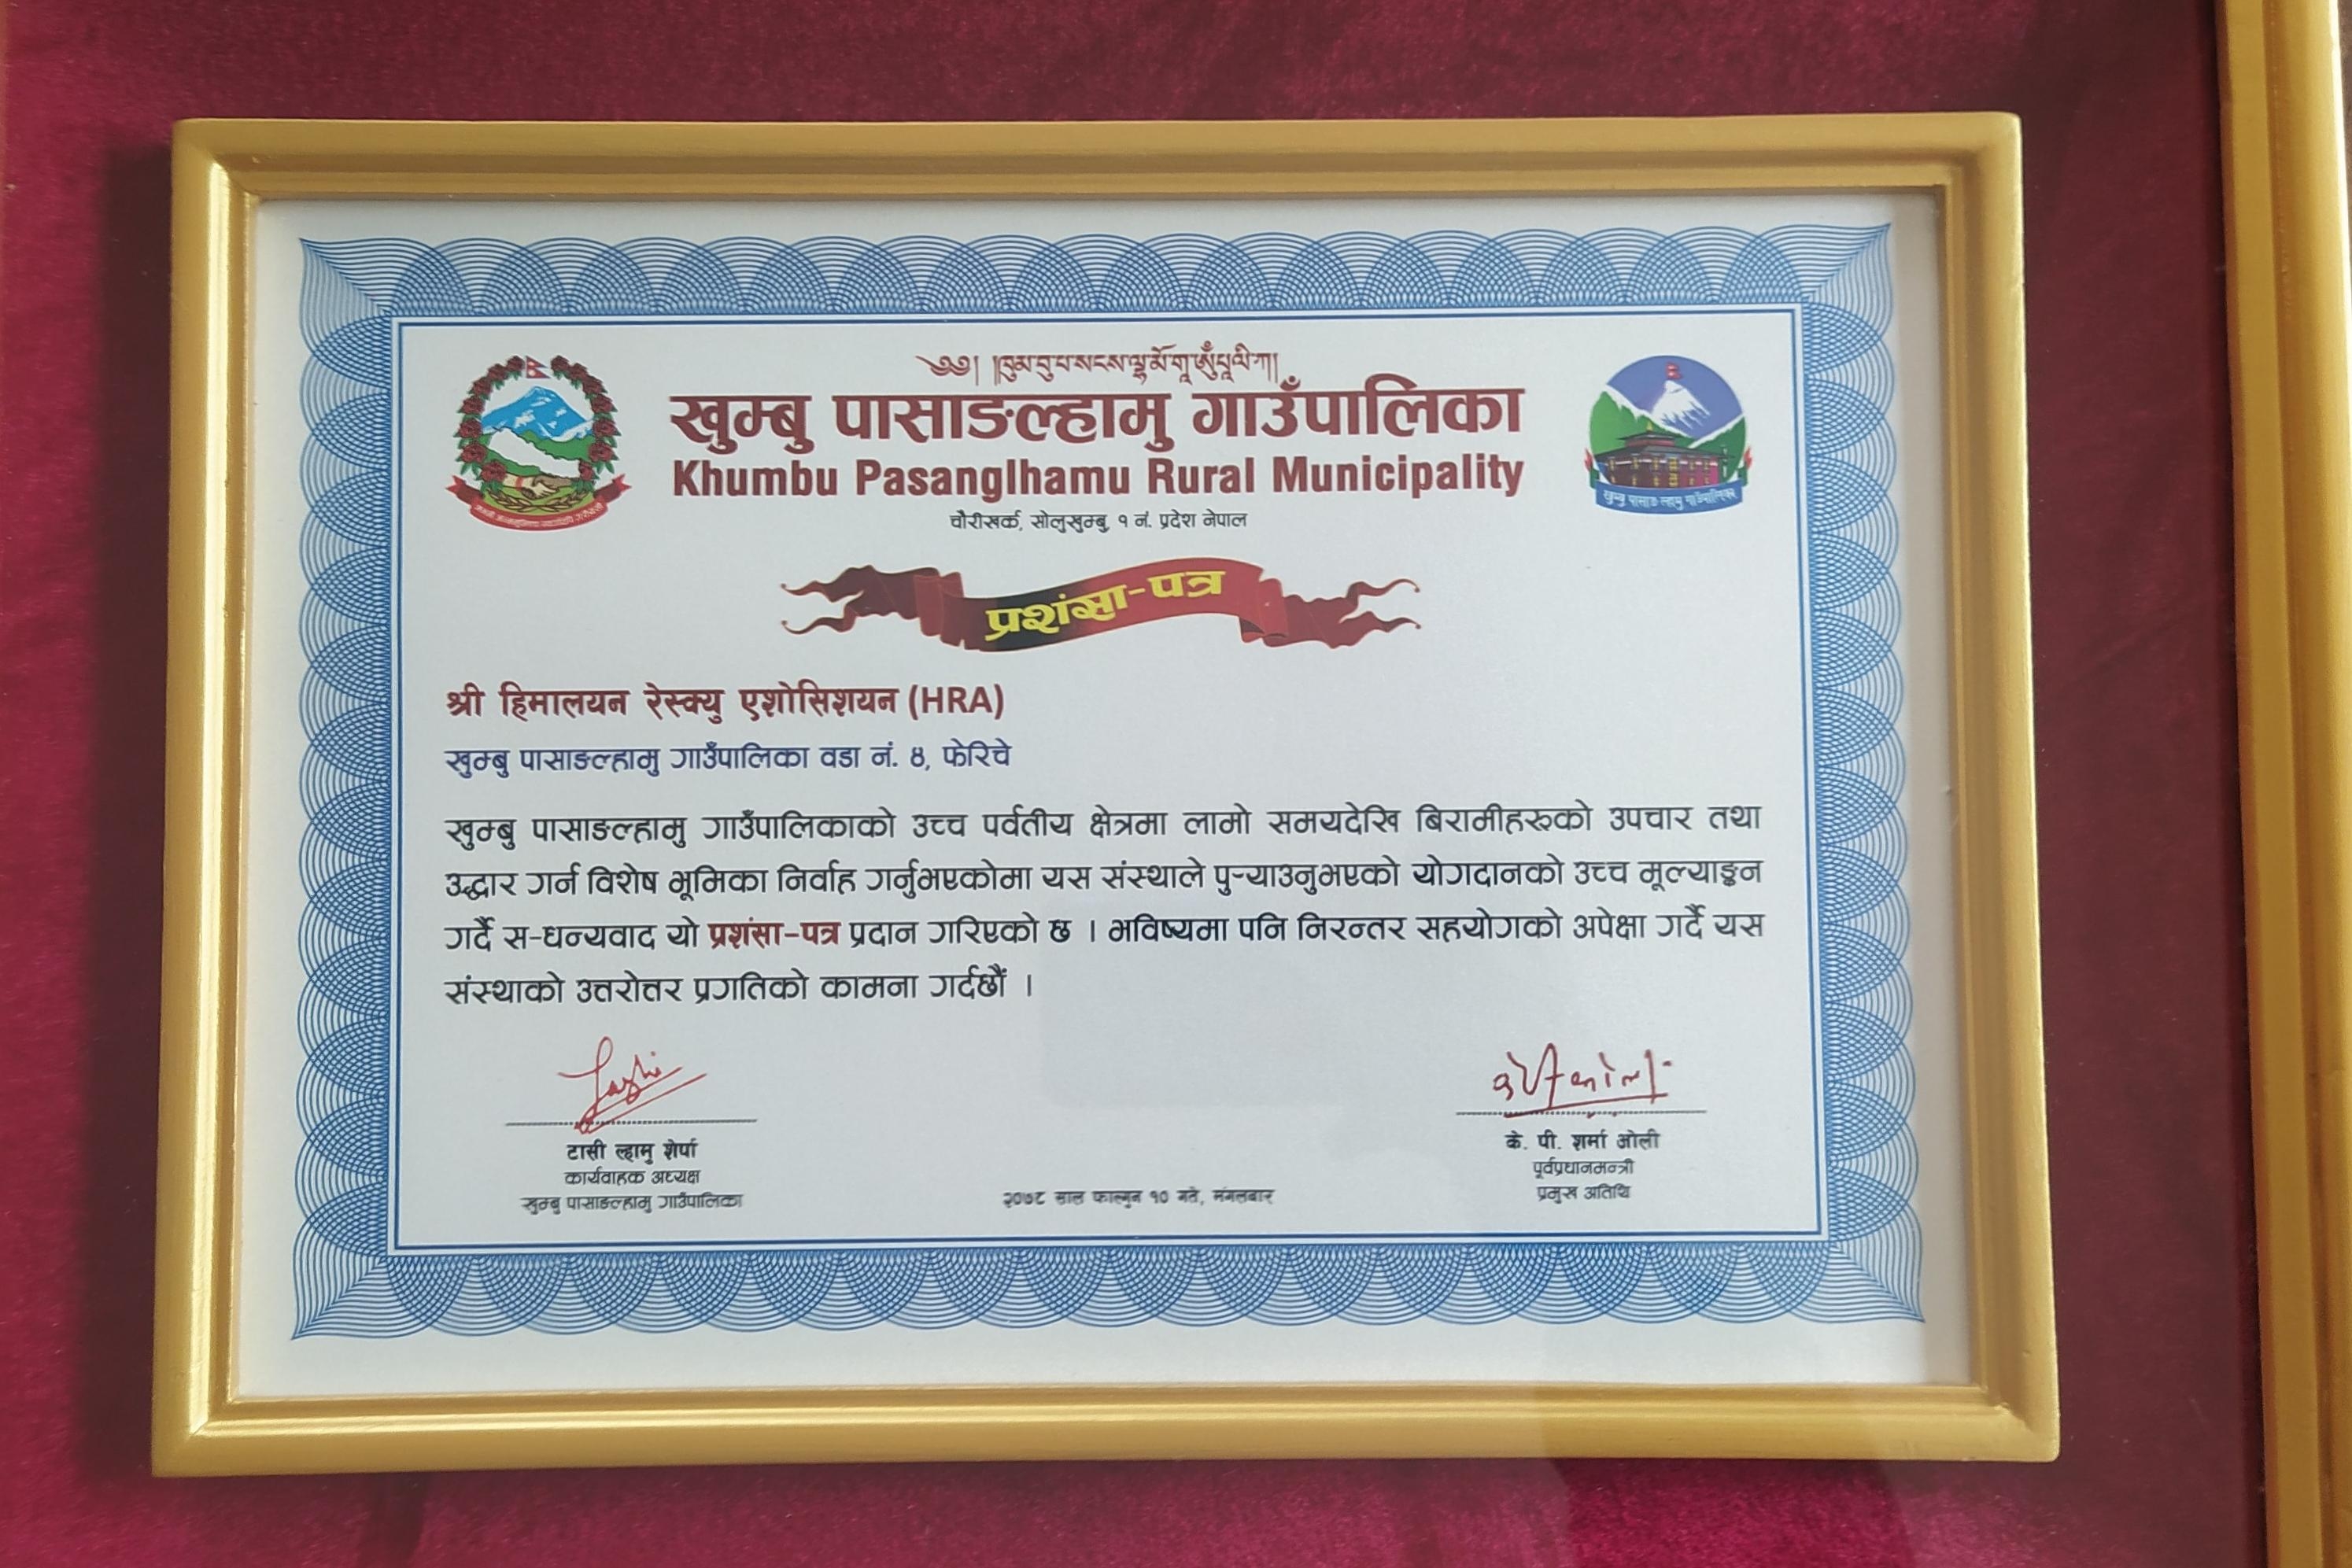 ༄༅། །ཁུམ་བུ་པ་སངས་ལྷ་མོ་གཱ་ཨུཾ་པཱ་ལི་ཀཱ།
खुम्बु पासाङल्हामु गाउँपालिका
Khumbu Pasanglhamu Rural Municipality
चौरीखर्क, सोलुखुम्बु, १ नं. प्रदेश नेपाल
खुम्बु पासाङ ल्हामु गाउँपालिका
प्रशंसा-पत्र
श्री हिमालयन रेस्क्यु एशोसिशयन (HRA)
खुम्बु पासाङल्हामु गाउँपालिका वडा नं. ४, फेरिचे
खुम्बु पासाङल्हामु गाउँपालिकाको उच्च पर्वतीय क्षेत्रमा लामो समयदेखि बिरामीहरुको उपचार तथा
उद्धार गर्न विशेष भूमिका निर्वाह गर्नुभएकोमा यस संस्थाले पुऱ्याउनुभएको योगदानको उच्च मूल्याङ्कन
गर्दै स-धन्यवाद यो प्रशंसा-पत्र प्रदान गरिएको छ । भविष्यमा पनि निरन्तर सहयोगको अपेक्षा गर्दै यस
संस्थाको उत्तरोत्तर प्रगतिको कामना गर्दछौं ।
टासी ल्हामु शेर्पा
कार्यवाहक अध्यक्ष
खुम्बु पासाङल्हामु गाउँपालिका
२०७८ साल फाल्गुन १० गते, मंगलबार
के. पी. शर्मा ओली
पूर्वप्रधानमन्त्री
प्रमुख अतिथि